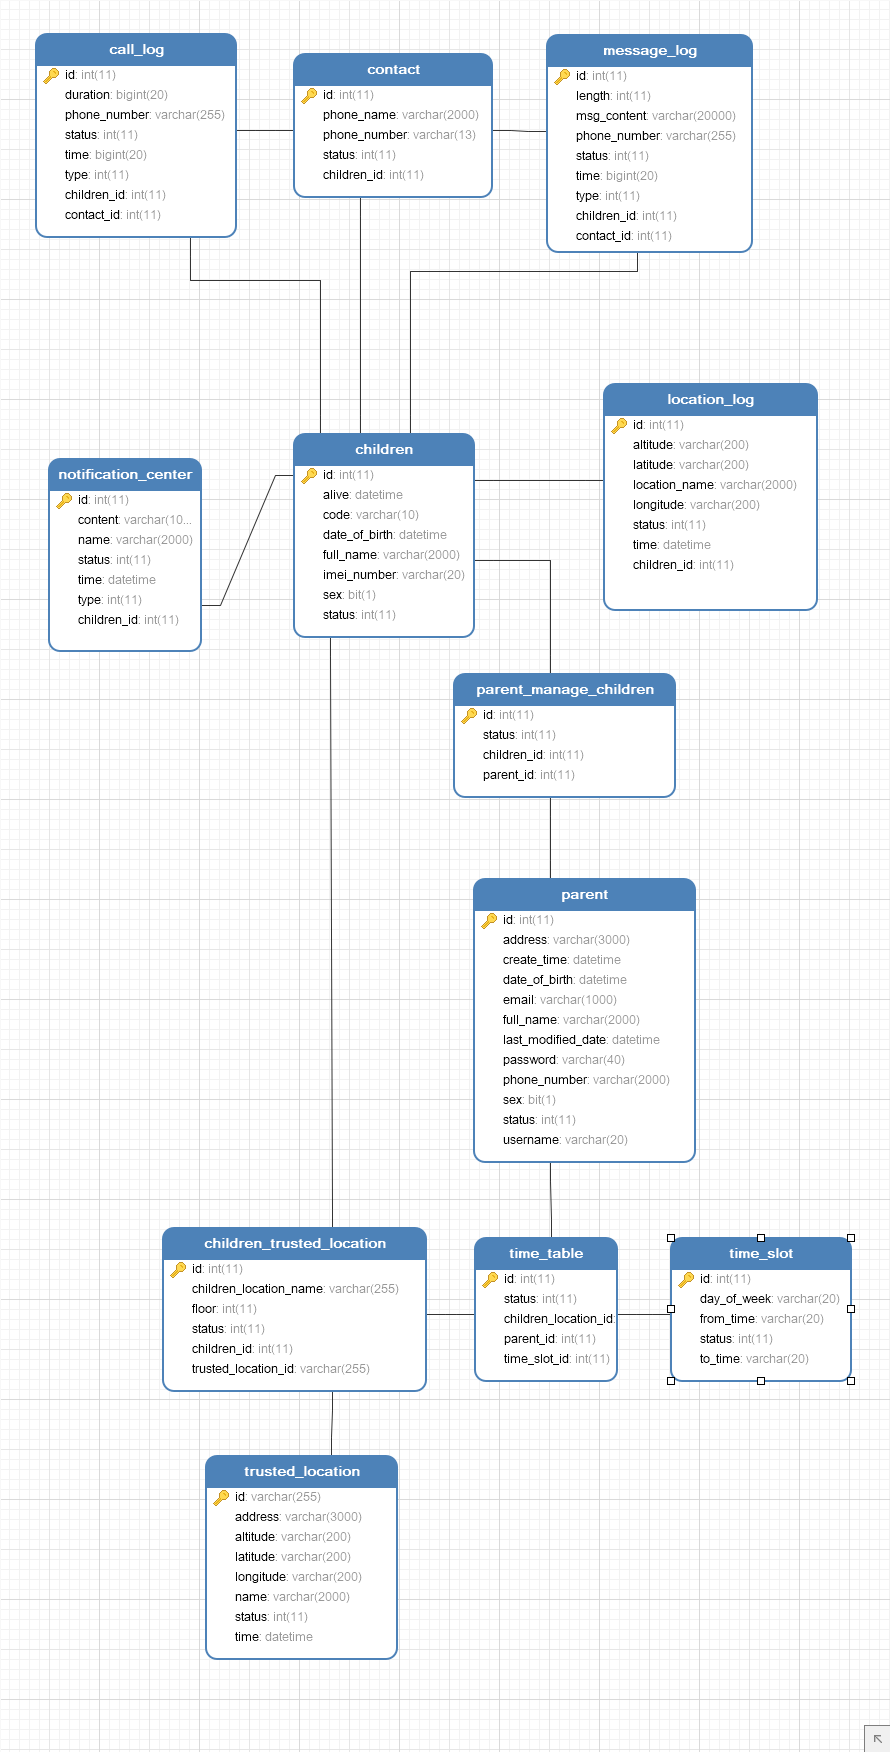 call_log
id: int(11)
duration: bigint(20)
phone_number: varchar(255)
status: int(11)
time: bigint(20)
type: int(11)
children_id: int(11)
contact_id: int(11)
contact
id: int(11)
phone_name: varchar(2000)
phone_number: varchar(13)
status: int(11)
children_id: int(11)
message_log
id: int(11)
length: int(11)
msg_content: varchar(20000)
phone_number: varchar(255)
status: int(11)
time: bigint(20)
type: int(11)
children_id: int(11)
contact_id: int(11)
location_log
id: int(11)
altitude: varchar(200)
latitude: varchar(200)
location_name: varchar(2000)
longitude: varchar(200)
status: int(11)
time: datetime
children_id: int(11)
children
id: int(11)
alive: datetime
code: varchar(10)
date_of_birth: datetime
full_name: varchar(2000)
imei_number: varchar(20)
sex: bit(1)
status: int(11)
notification_center
id: int(11)
content: varchar(10...
name: varchar(2000)
status: int(11)
time: datetime
type: int(11)
children_id: int(11)
parent_manage_children
id: int(11)
status: int(11)
children_id: int(11)
parent_id: int(11)
parent
id: int(11)
address: varchar(3000)
create_time: datetime
date_of_birth: datetime
email: varchar(1000)
full_name: varchar(2000)
last_modified_date: datetime
password: varchar(40)
phone_number: varchar(2000)
sex: bit(1)
status: int(11)
username: varchar(20)
children_trusted_location
id: int(11)
children_location_name: varchar(255)
floor: int(11)
status: int(11)
children_id: int(11)
trusted_location_id: varchar(255)
time_table
id: int(11)
status: int(11)
children_location_id:
parent_id: int(11)
time_slot_id: int(11)
time_slot
id: int(11)
day_of_week: varchar(20)
from_time: varchar(20)
status: int(11)
to_time: varchar(20)
trusted_location
id: varchar(255)
address: varchar(3000)
altitude: varchar(200)
latitude: varchar(200)
longitude: varchar(200)
name: varchar(2000)
status: int(11)
time: datetime